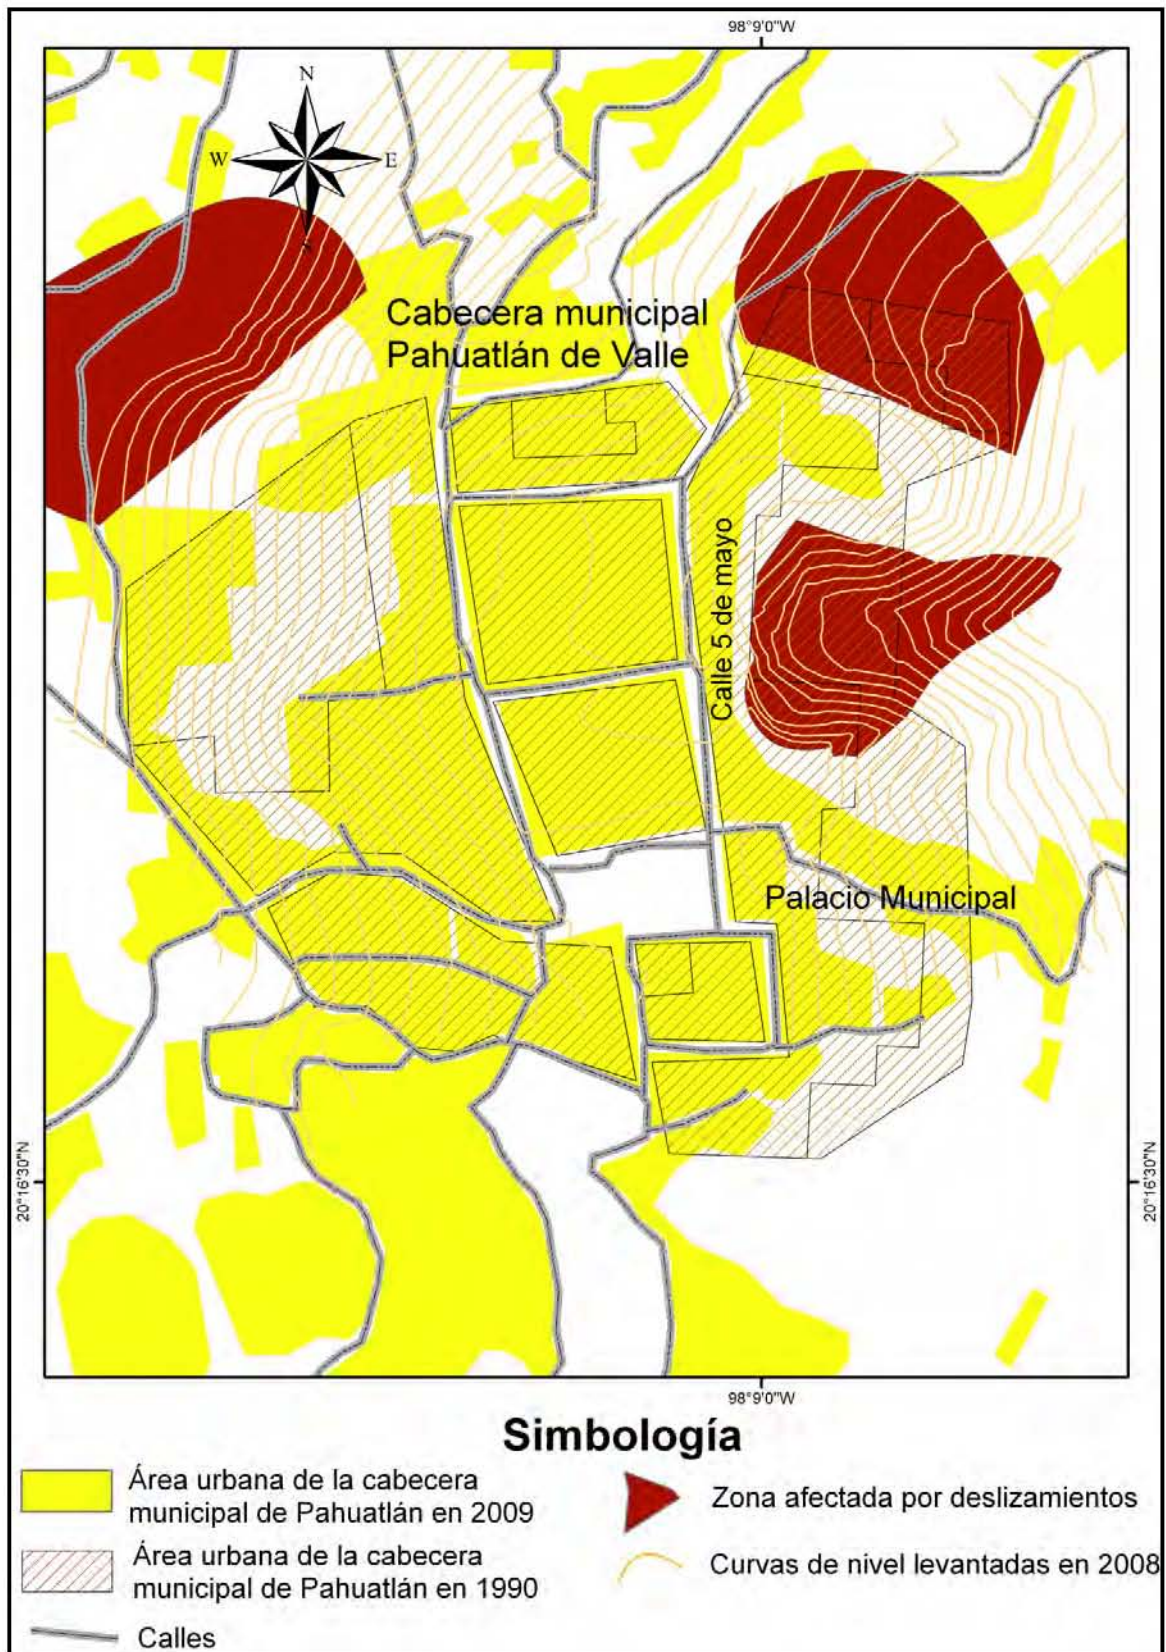 98°9'0"W
N
W
E
S
Cabecera municipal
Pahuatlán de Valle
Calle 5 de mayo
Palacio Municipal
20°16'30"N
20°16'30"N
98°9'0"W
Simbología
Área urbana de la cabecera
municipal de Pahuatlán en 2009
Zona afectada por deslizamientos
Área urbana de la cabecera
municipal de Pahuatlán en 1990
Curvas de nivel levantadas en 2008
Calles